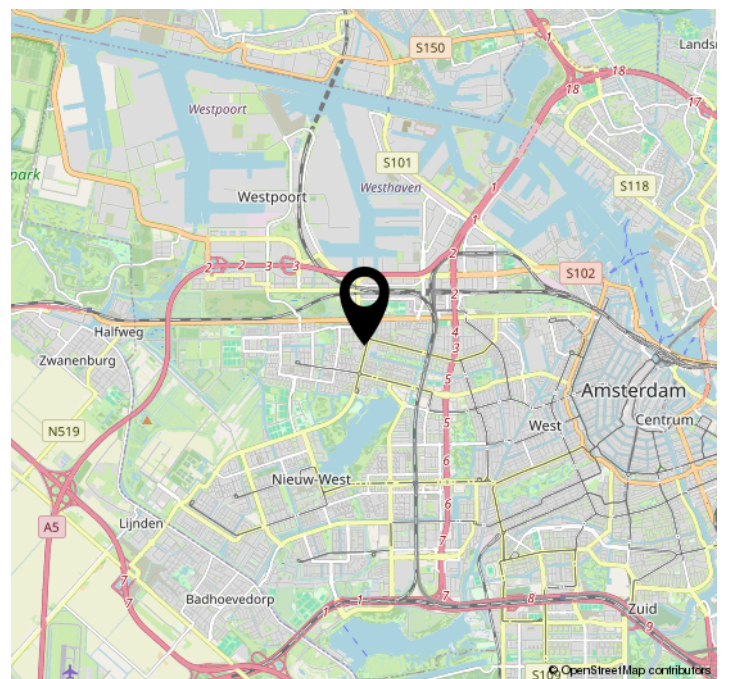 S150
1
Lands
18
18
17
Westpoort
park
S101
S118
Westhaven
1
Westpoort
1
2
2
2
3
3
S102
2
Halfweg
4
3
Zwanenburg
5
Amsterdam
5
Centrum
West
N519
6
Nieuw-West
6
A5
Lijnden
7
7
7
Badhoevedorp
1
1
7
8
Zuid
9
S109
© OpenStreetMap contributors